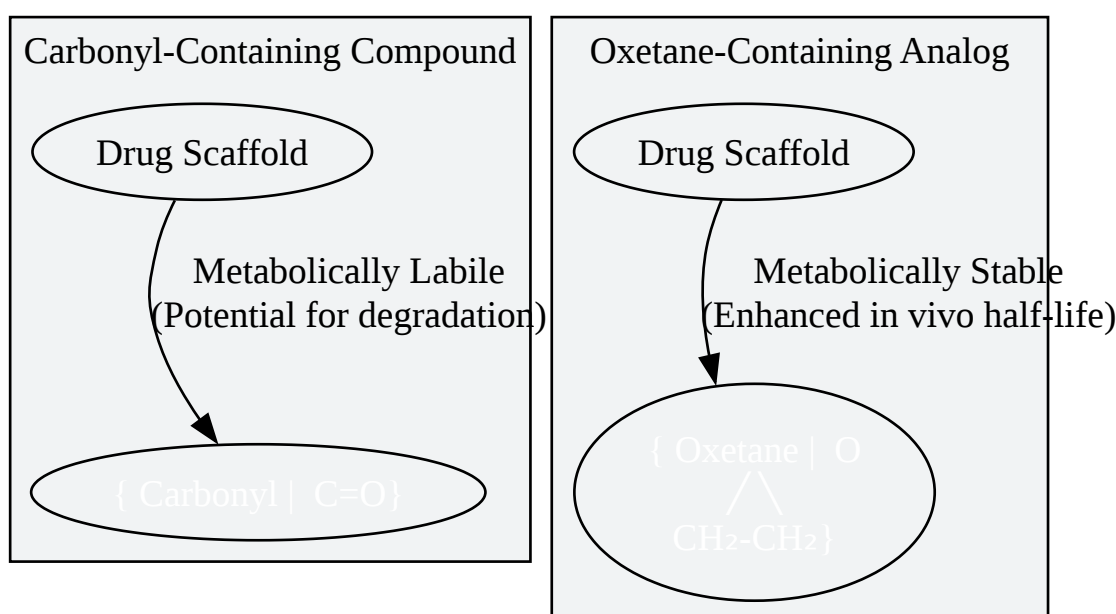 Carbonyl-Containing Compound
Drug Scaffold
Metabolically Labile
(Potential for degradation)
{ Carbonyl | C=O}
Oxetane-Containing Analog
Drug Scaffold
Metabolically Stable
(Enhanced in vivo half-life)
{ Oxetane | O
/ \
CH₂-CH₂}